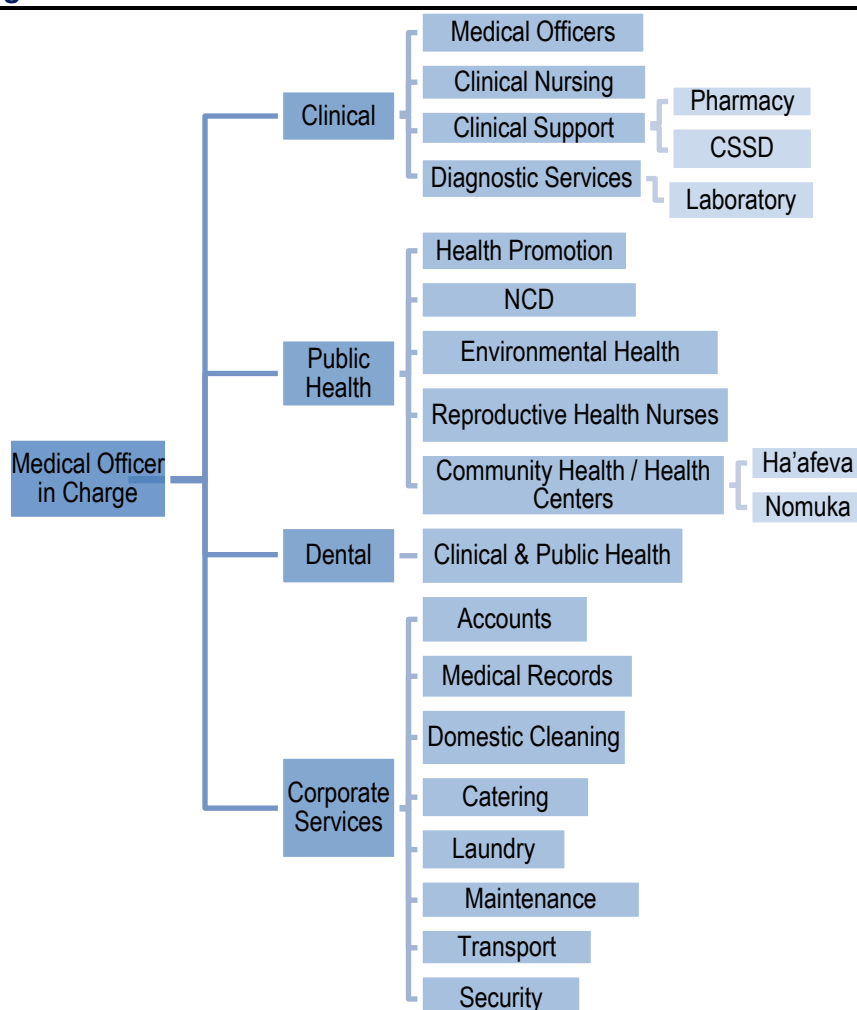 Medical Officer
in Charge
Clinical
Medical Officers
Clinical Nursing
Clinical Support
Pharmacy
CSSD
Diagnostic Services
Laboratory
Public
Health
Health Promotion
NCD
Environmental Health
Reproductive Health Nurses
Community Health / Health
Centers
Ha’afeva
Nomuka
Dental
Clinical & Public Health
Corporate
Services
Accounts
Medical Records
Domestic Cleaning
Catering
Laundry
Maintenance
Transport
Security